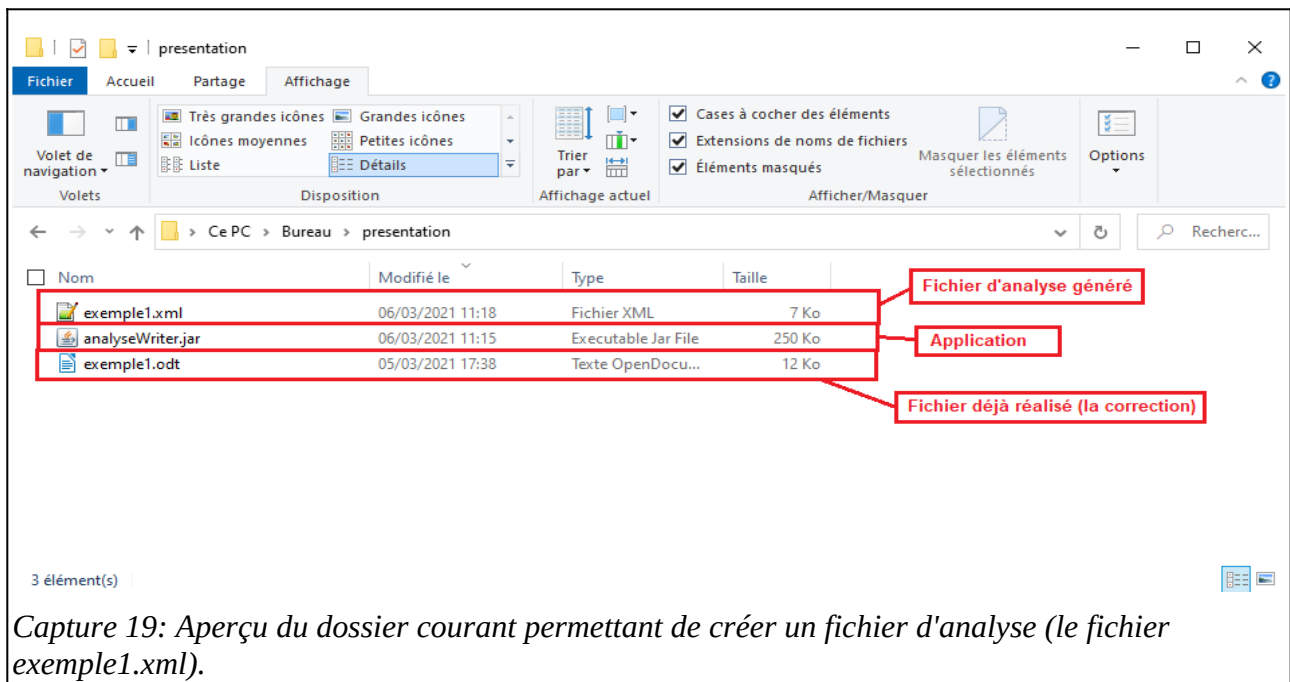 presentation
Fichier Accueil Partage Affichage
Très grandes icônes Grandes icônes
Icônes moyennes Petites icônes
Liste Détails
Volet de navigation
Volets
Disposition
Trier par
Affichage actuel
Cases à cocher des éléments
Extensions de noms de fichiers
Éléments masqués
Masquer les éléments sélectionnés
Afficher/Masquer
Options
Ce PC > Bureau > presentation
Recherc...
Nom Modifié le Type Taille
Fichier d'analyse généré
exemple1.xml 06/03/2021 11:18 Fichier XML 7 Ko
analyseWriter.jar 06/03/2021 11:15 Executable Jar File 250 Ko
Application
exemple1.odt 05/03/2021 17:38 Texte OpenDocu... 12 Ko
Fichier déjà réalisé (la correction)
3 élément(s)
Capture 19: Aperçu du dossier courant permettant de créer un fichier d'analyse (le fichier
exemple1.xml).